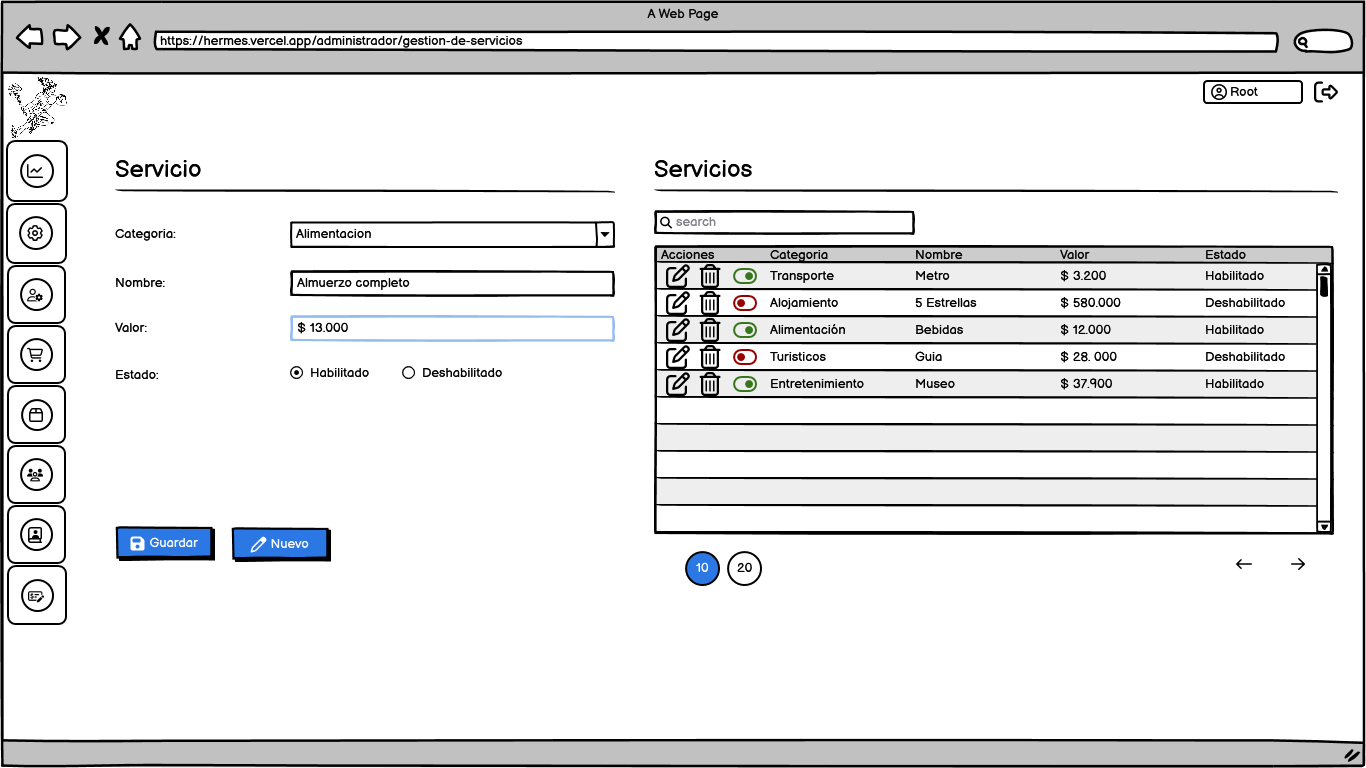 A Web Page
https://hermes.vercel.app/administrador/gestion-de-servicios
Root
Servicio
Categoria: Alimentacion
Nombre: Almuerzo completo
Valor: $ 13.000
Estado: Habilitado Deshabilitado
Guardar Nuevo
Servicios
search
Acciones Categoria Nombre Valor Estado
Transporte Metro $ 3.200 Habilitado
Alojamiento 5 Estrellas $ 580.000 Deshabilitado
Alimentación Bebidas $ 12.000 Habilitado
Turisticos Guia $ 28. 000 Deshabilitado
Entretenimiento Museo $ 37.900 Habilitado
10 20